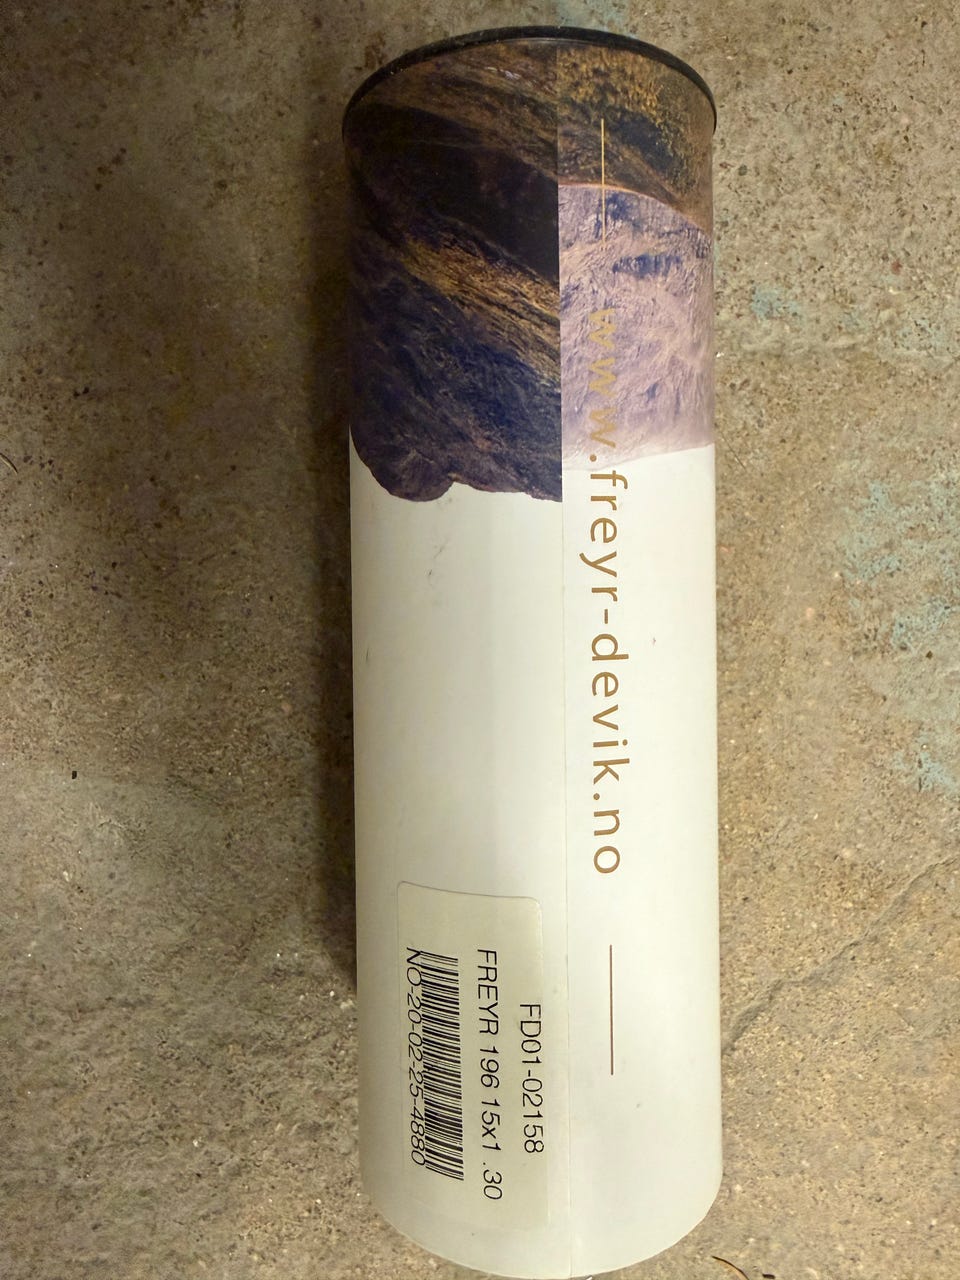 www.freyr-devik.no
FD01-02158
FREYR 196 15x1 .30
NO-20-02-25-4880